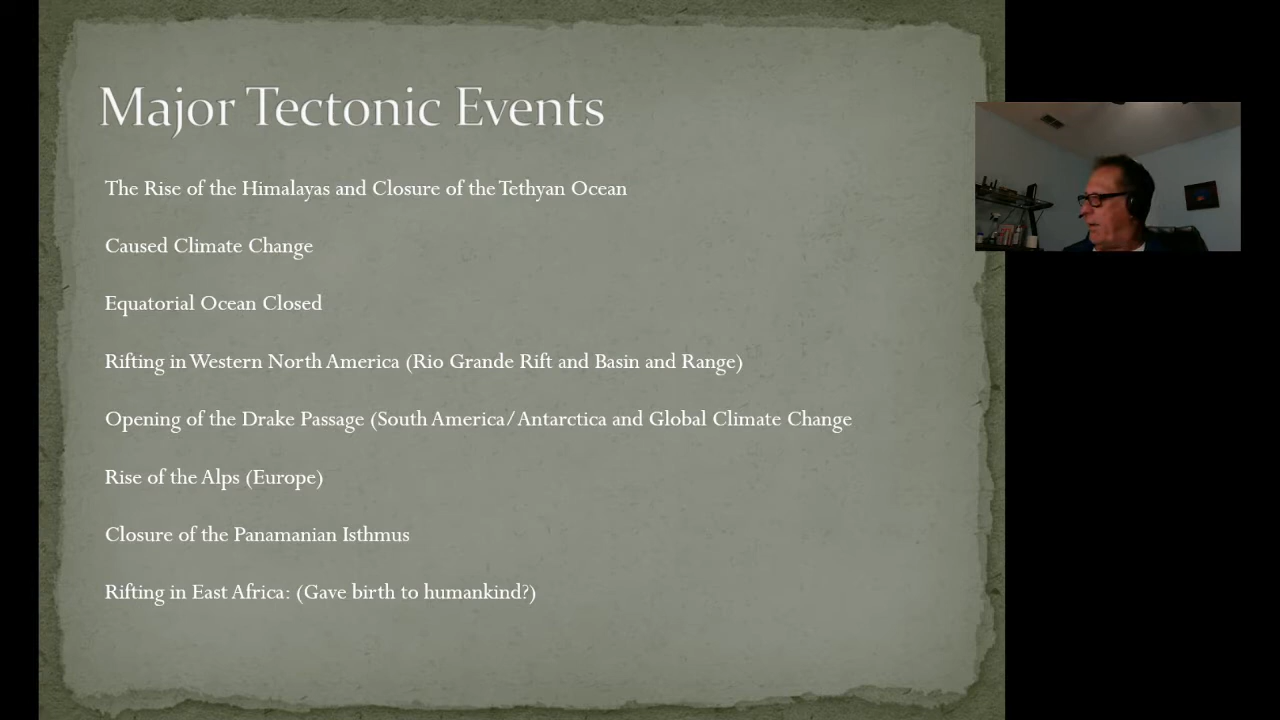 Major Tectonic Events
The Rise of the Himalayas and Closure of the Tethyan Ocean
Caused Climate Change
Equatorial Ocean Closed
Rifting in Western North America (Rio Grande Rift and Basin and Range)
Opening of the Drake Passage (South America/Antarctica and Global Climate Change
Rise of the Alps (Europe)
Closure of the Panamanian Isthmus
Rifting in East Africa: (Gave birth to humankind?)